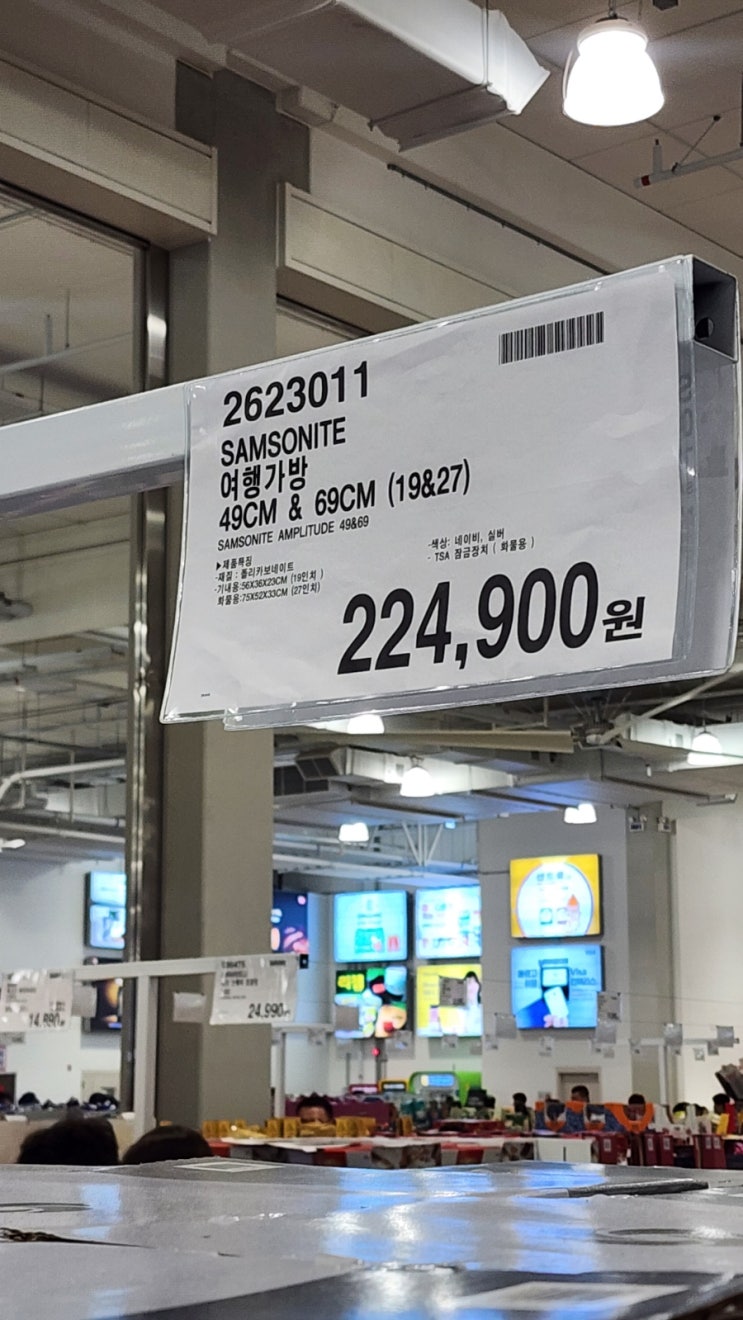 2623011
SAMSONITE
여행가방
49CM & 69CM (19&27)
SAMSONITE AMPLITUDE 49&69
▶제품특징
-재질 : 폴리카보네이트
-기내용:56X36X23CM (19인치 )
화물용:75X52X33CM (27인치)
-색상: 네이비, 실버
- TSA 잠금장치 ( 화물용 )
224,900원
14,890
24,990
Visa